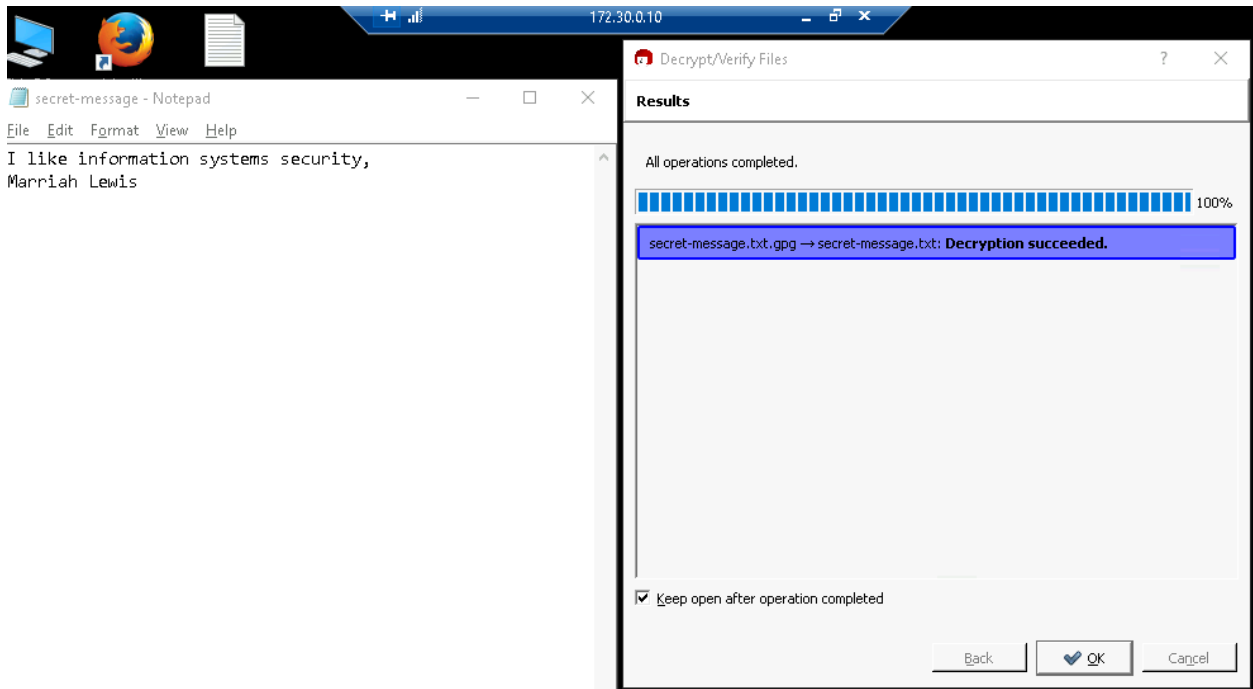 172.30.0.10
secret-message - Notepad
File Edit Format View Help
I like information systems security,
Marriah Lewis
Decrypt/Verify Files
?
Results
All operations completed.
100%
secret-message.txt.gpg → secret-message.txt: Decryption succeeded.
Keep open after operation completed
Back
OK
Cancel